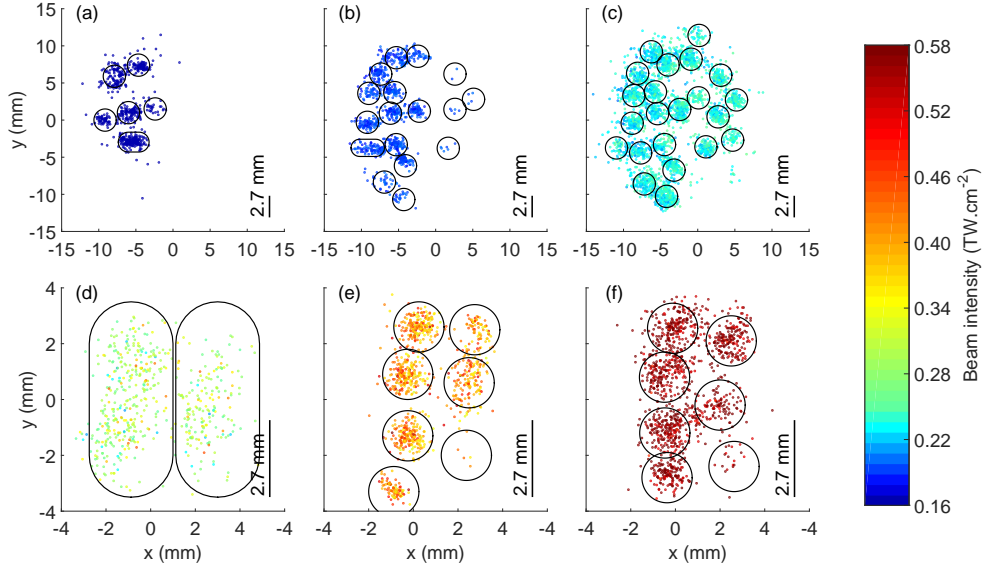 (a)
(b)
(c)
15
10
5
0
-5
-10
-15
y (mm)
2.7 mm
2.7 mm
2.7 mm
-15 -10 -5 0 5 10 15
-15 -10 -5 0 5 10 15
-15 -10 -5 0 5 10 15
(d)
(e)
(f)
4
2
0
-2
-4
y (mm)
2.7 mm
2.7 mm
2.7 mm
-4 -2 0 2 4
-4 -2 0 2 4
-4 -2 0 2 4
x (mm)
x (mm)
x (mm)
0.58
0.52
0.46
0.40
0.34
0.28
0.22
0.16
Beam intensity (TW.cm-2)